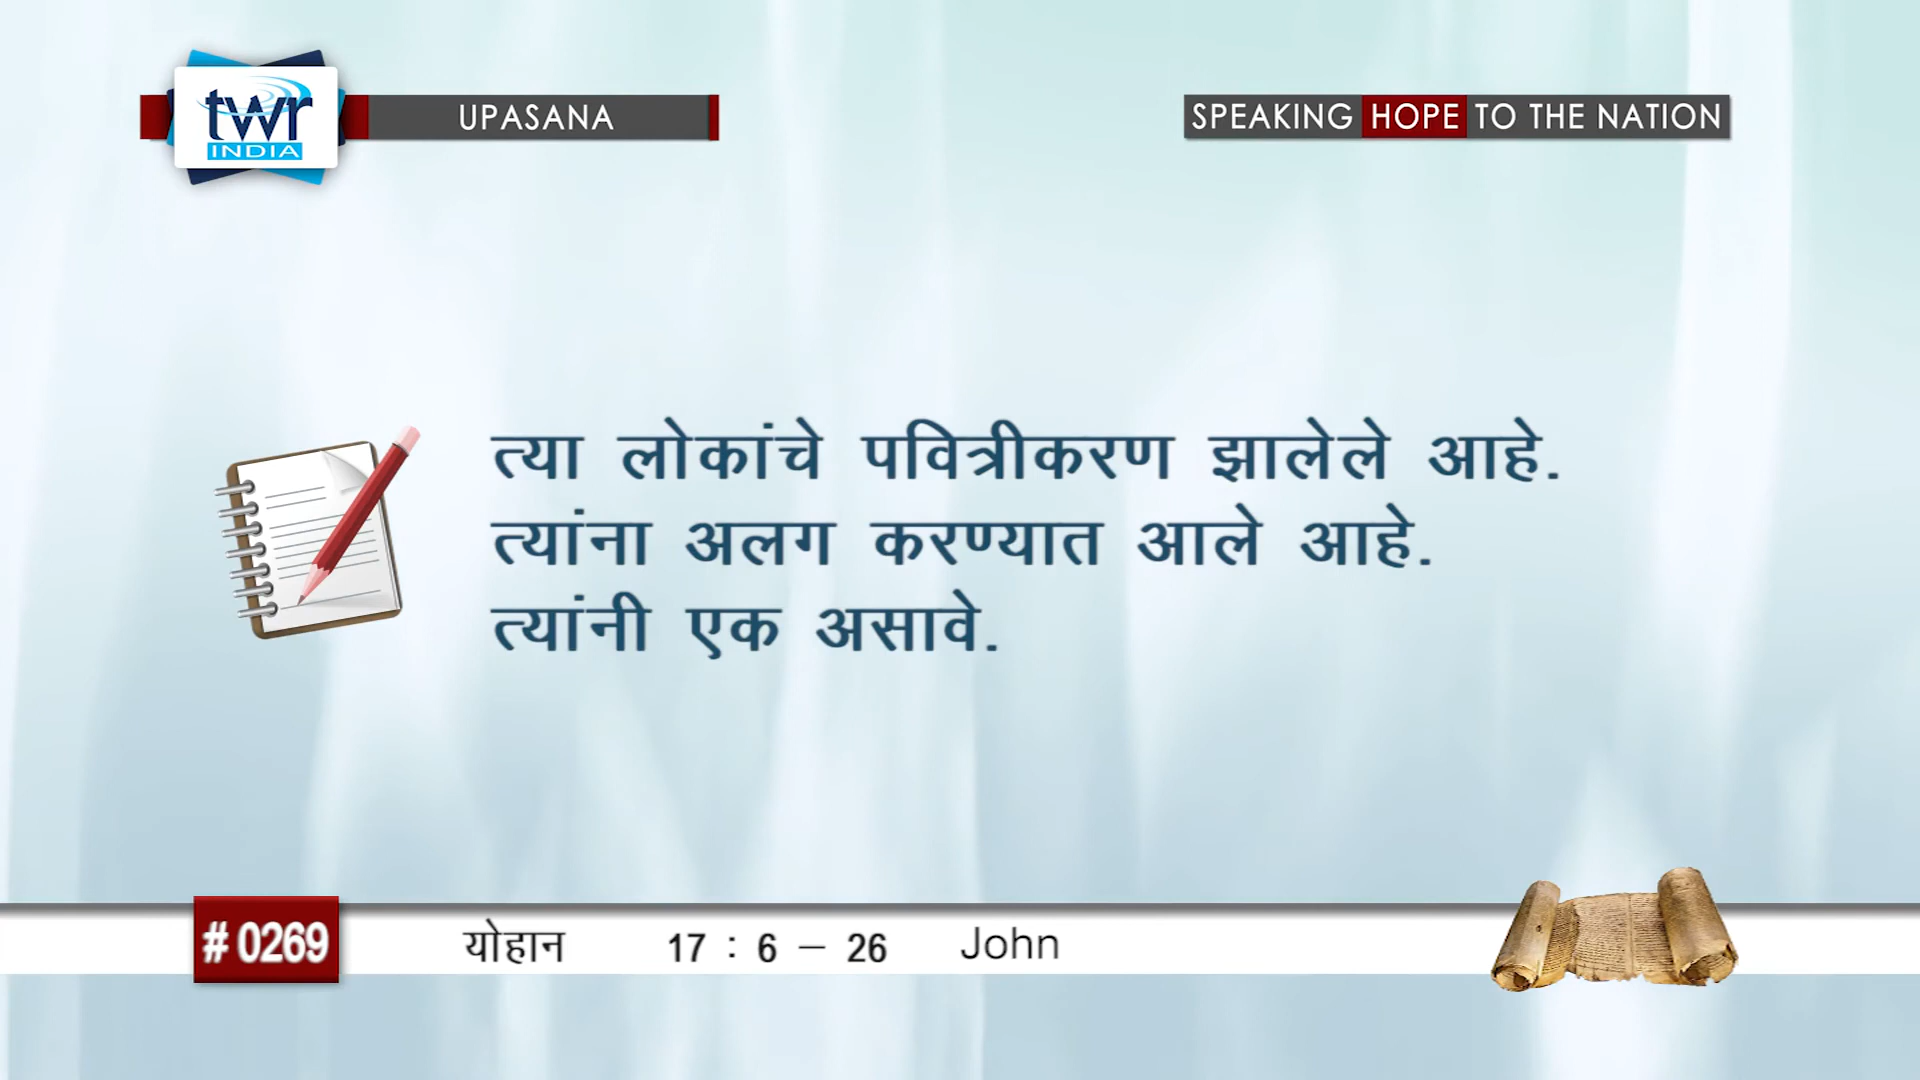 twr
INDIA
UPASANA
SPEAKING HOPE TO THE NATION
त्या लोकांचे पवित्रीकरण झालेले आहे.
त्यांना अलग करण्यात आले आहे.
त्यांनी एक असावे.
# 0269
योहान 17 : 6 – 26 John